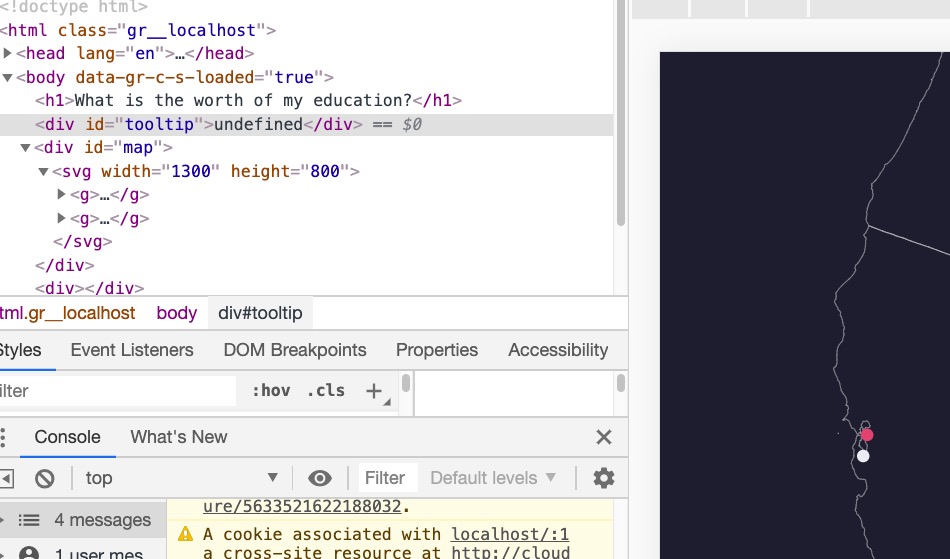 <!doctype html>
<html class="gr__localhost">
<head lang="en">…</head>
<body data-gr-c-s-loaded="true">
<h1>What is the worth of my education?</h1>
<div id="tooltip">undefined</div> == $0
<div id="map">
<svg width="1300" height="800">
<g>…</g>
<g>…</g>
</svg>
</div>
<div></div>
tml.gr__localhost body div#tooltip
Styles Event Listeners DOM Breakpoints Properties Accessibility
ilter :hov .cls +
Console What's New
top Filter Default levels ▼
ure/5633521622188032.
4 messages
A cookie associated with localhost/:1
1 user mes
a cross-site resource at http://cloud